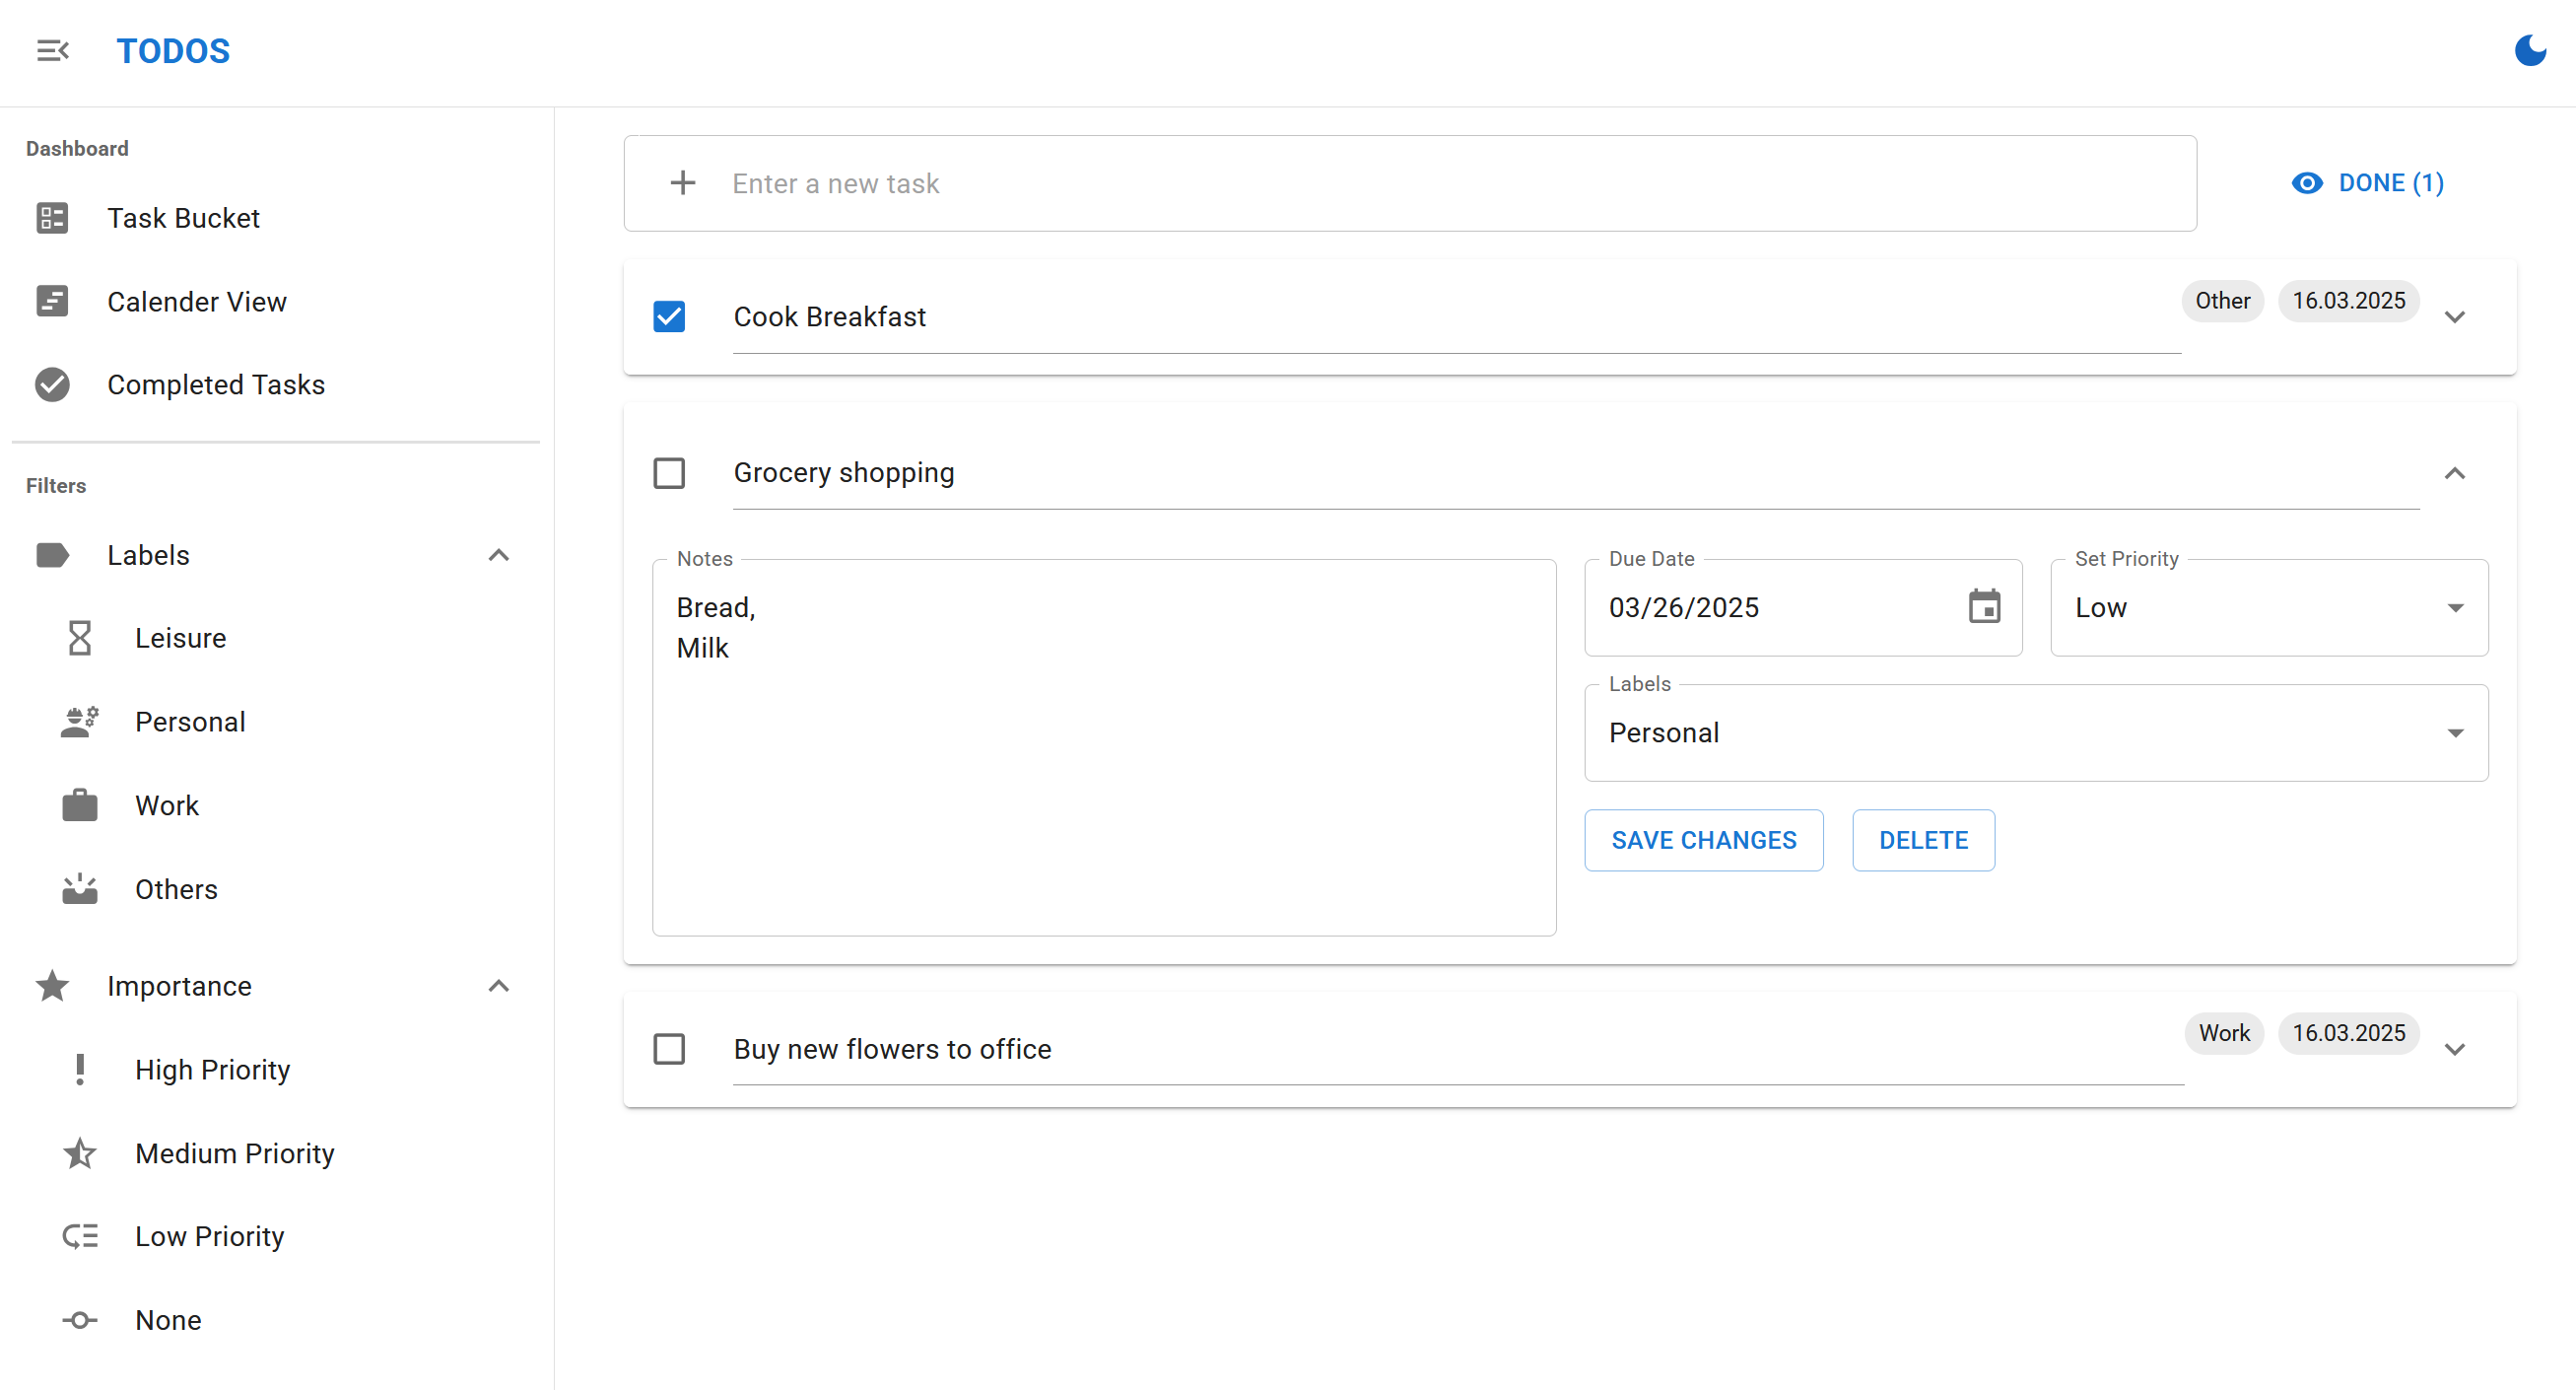 TODOS
Dashboard
Task Bucket
Calender View
Completed Tasks
Filters
Labels
Leisure
Personal
Work
Others
Importance
High Priority
Medium Priority
Low Priority
None
Enter a new task
DONE (1)
Cook Breakfast
Other
16.03.2025
Grocery shopping
Notes
Bread,
Milk
Due Date
03/26/2025
Set Priority
Low
Labels
Personal
SAVE CHANGES
DELETE
Buy new flowers to office
Work
16.03.2025